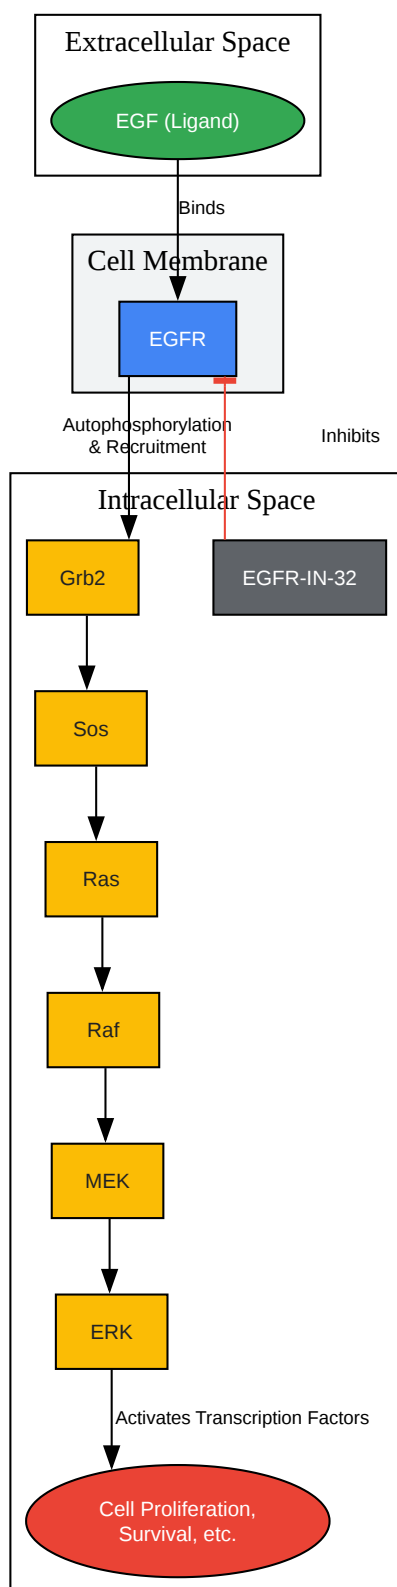 Extracellular Space
EGF (Ligand)
Binds
Cell Membrane
EGFR
Autophosphorylation
& Recruitment
Inhibits
Intracellular Space
Grb2
EGFR-IN-32
Sos
Ras
Raf
MEK
ERK
Activates Transcription Factors
Cell Proliferation,
Survival, etc.